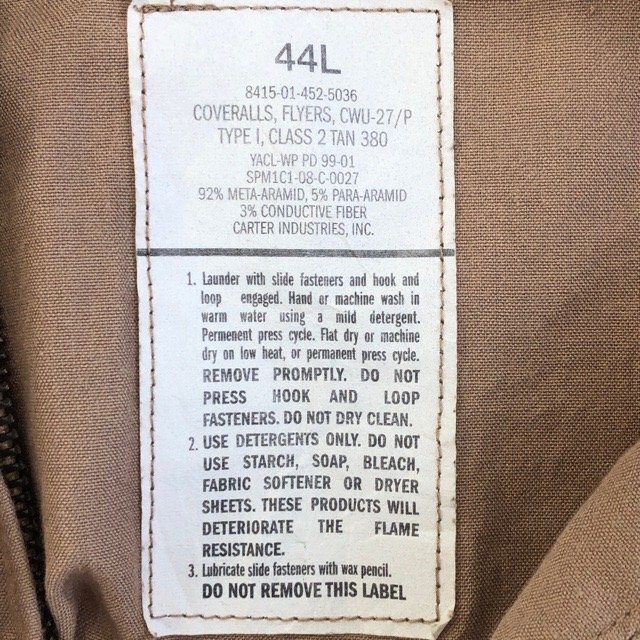 44L
8415-01-452-5036
COVERALLS, FLYERS, CWU-27/P
TYPE I, CLASS 2 TAN 380
YACL-WP PD 99-01
SPM1C1-08-C-0027
92% META-ARAMID, 5% PARA-ARAMID
3% CONDUCTIVE FIBER
CARTER INDUSTRIES, INC.
1. Launder with slide fasteners and hook and
loop engaged. Hand or machine wash in
warm water using a mild detergent.
Permenent press cycle. Flat dry or machine
dry on low heat, or permanent press cycle.
REMOVE PROMPTLY. DO NOT
PRESS HOOK AND LOOP
FASTENERS. DO NOT DRY CLEAN.
2. USE DETERGENTS ONLY. DO NOT
USE STARCH, SOAP, BLEACH,
FABRIC SOFTENER OR DRYER
SHEETS. THESE PRODUCTS WILL
DETERIORATE THE FLAME
RESISTANCE.
3. Lubricate slide fasteners with wax pencil.
DO NOT REMOVE THIS LABEL